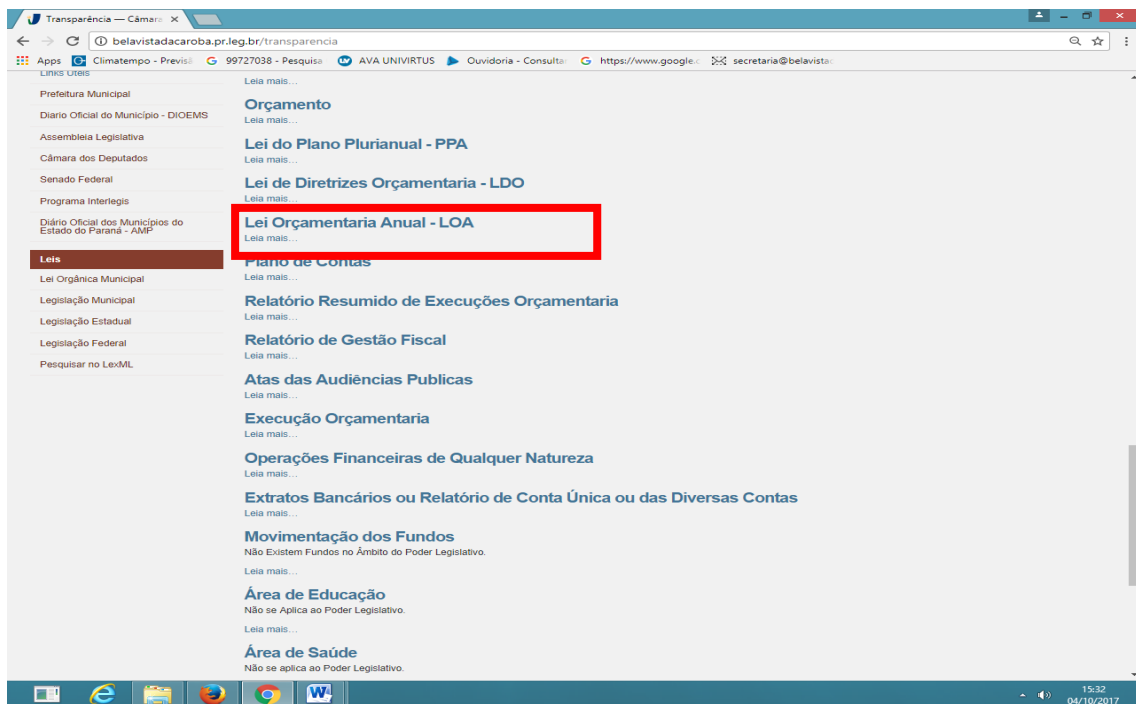 Transparência — Câmara
belavistadacaroba.pr.leg.br/transparencia
Apps Climatempo - Previsã 99727038 - Pesquisa AVA UNIVIRTUS Ouvidoria - Consulta https://www.google.c secretaria@belavistac
Links Úteis
Prefeitura Municipal
Diario Oficial do Município - DIOEMS
Assembleia Legislativa
Câmara dos Deputados
Senado Federal
Programa Interlegis
Diário Oficial dos Municípios do
Estado do Paraná - AMP
Leis
Lei Orgânica Municipal
Legislação Municipal
Legislação Estadual
Legislação Federal
Pesquisar no LexML
Leia mais…
Orçamento
Leia mais…
Lei do Plano Plurianual - PPA
Leia mais…
Lei de Diretrizes Orçamentaria - LDO
Leia mais…
Lei Orçamentaria Anual - LOA
Leia mais…
Plano de Contas
Leia mais…
Relatório Resumido de Execuções Orçamentaria
Leia mais…
Relatório de Gestão Fiscal
Leia mais…
Atas das Audiências Publicas
Leia mais…
Execução Orçamentaria
Leia mais…
Operações Financeiras de Qualquer Natureza
Leia mais…
Extratos Bancários ou Relatório de Conta Única ou das Diversas Contas
Leia mais…
Movimentação dos Fundos
Não Existem Fundos no Âmbito do Poder Legislativo.
Leia mais…
Área de Educação
Não se Aplica ao Poder Legislativo.
Leia mais…
Área de Saúde
Não se aplica ao Poder Legislativo.
15:32
04/10/2017